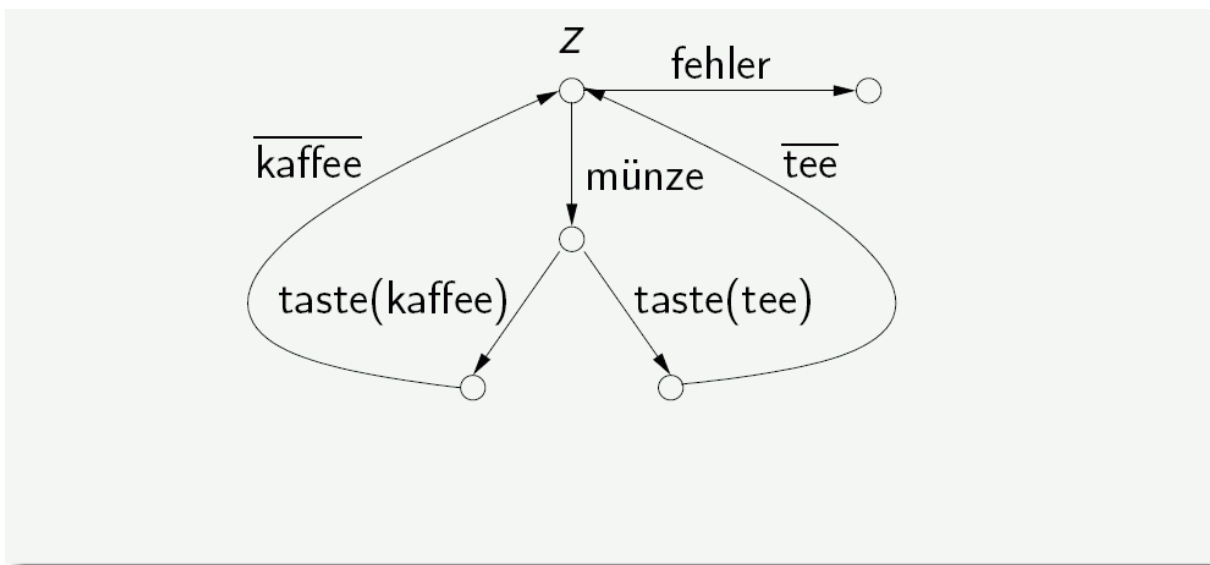 z
fehler
kaffee
tee
münze
taste(kaffee)
taste(tee)